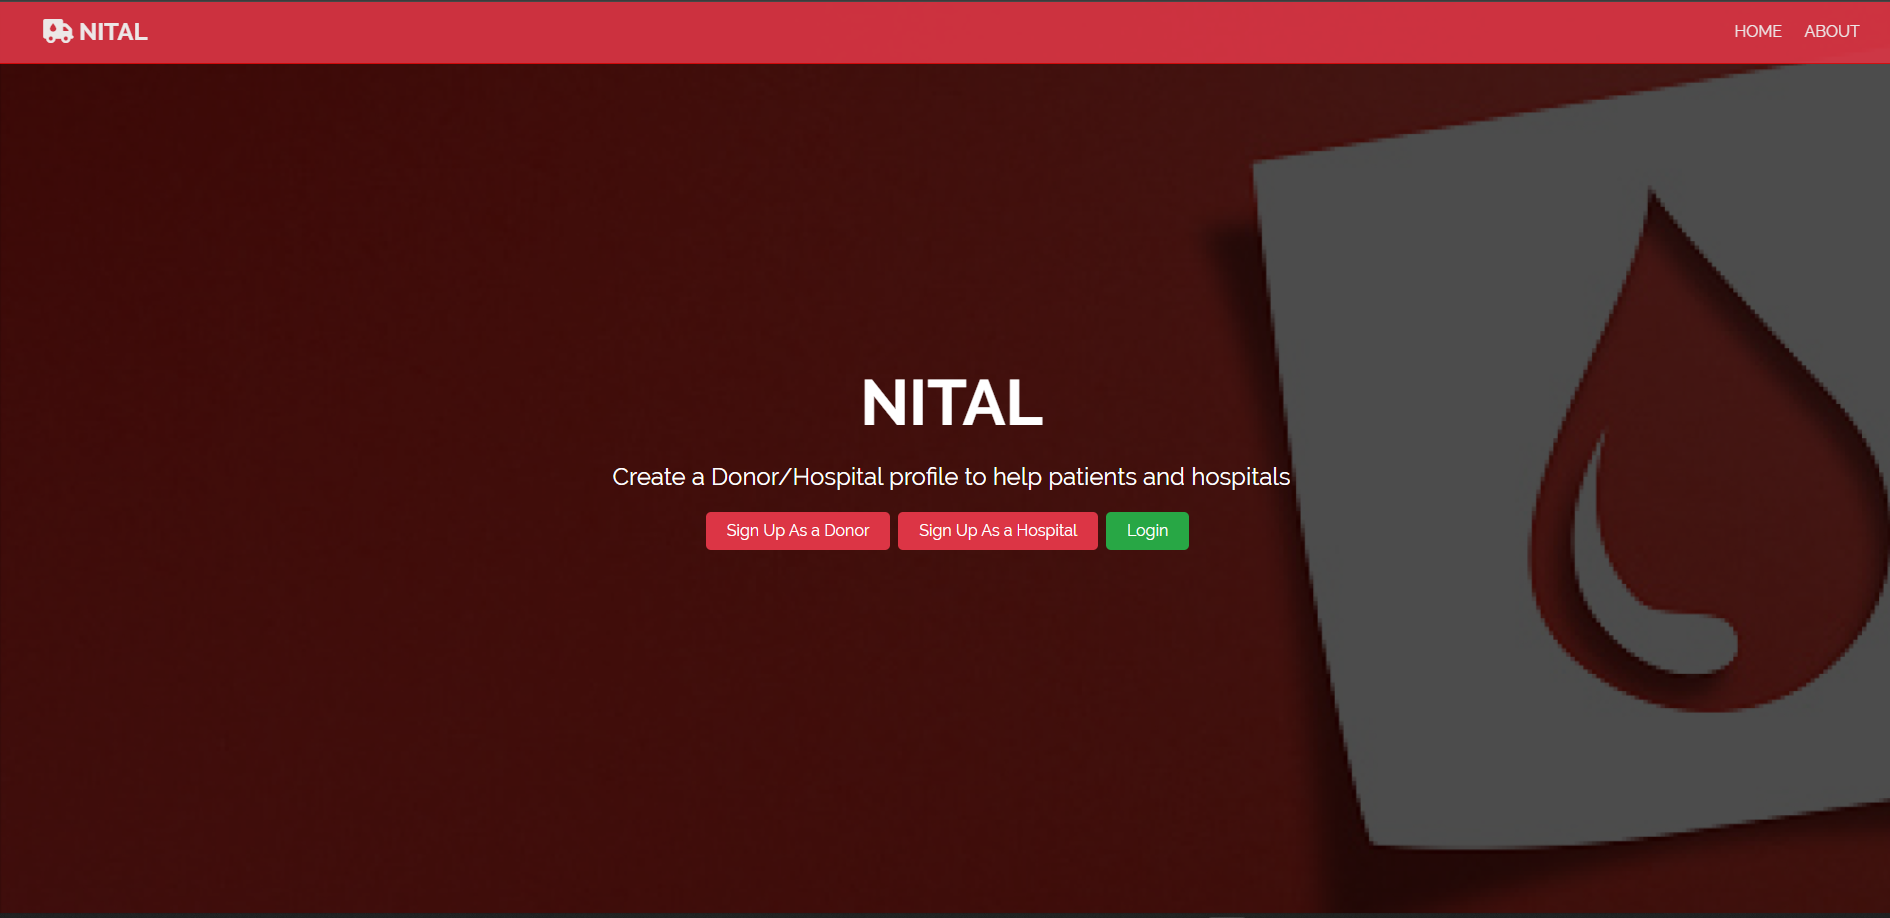 NITAL
HOME ABOUT
NITAL
Create a Donor/Hospital profile to help patients and hospitals
Sign Up As a Donor Sign Up As a Hospital Login